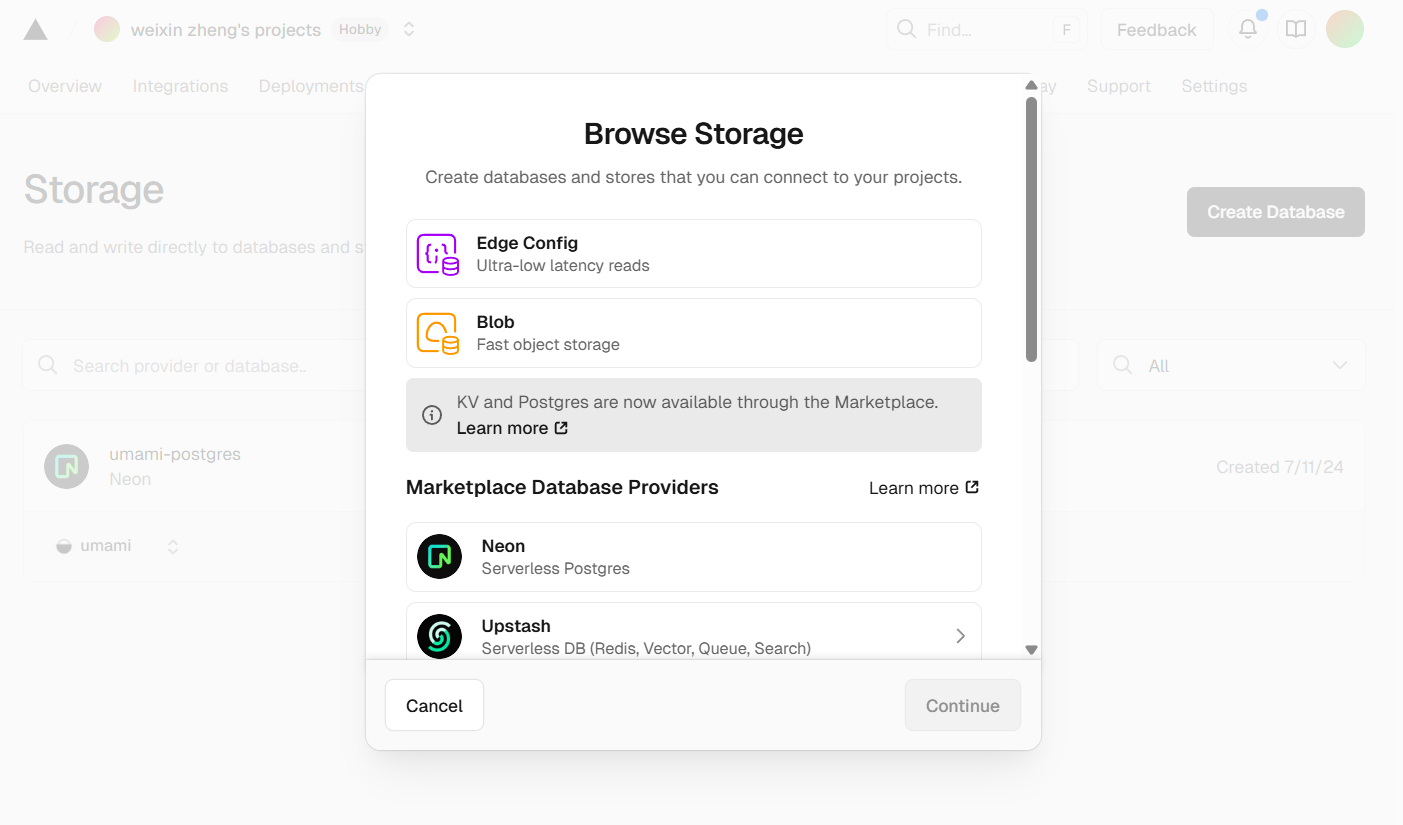 weixin zheng's projects Hobby Find... F Feedback
Overview Integrations Deployments ay Support Settings
Storage
Read and write directly to databases and s
Create Database
Search provider or database..
All
umami-postgres
Neon
Created 7/11/24
umami
Browse Storage
Create databases and stores that you can connect to your projects.
Edge Config
Ultra-low latency reads
Blob
Fast object storage
KV and Postgres are now available through the Marketplace.
Learn more
Marketplace Database Providers Learn more
Neon
Serverless Postgres
Upstash
Serverless DB (Redis, Vector, Queue, Search)
Cancel Continue